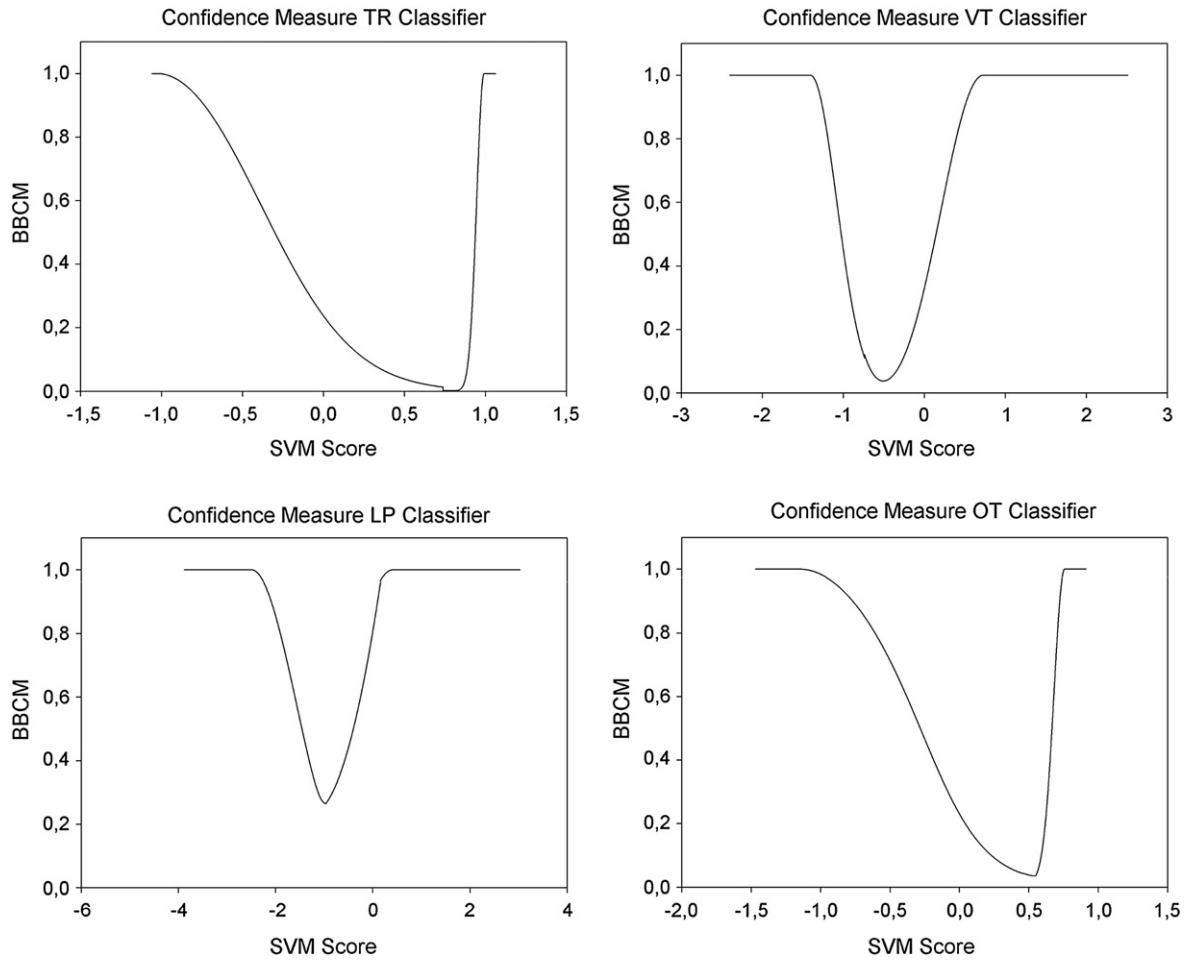 Confidence Measure TR Classifier
BBCM
1,0
0,8
0,6
0,4
0,2
0,0
-1,5 -1,0 -0,5 0,0 0,5 1,0 1,5
SVM Score
Confidence Measure VT Classifier
BBCM
1,0
0,8
0,6
0,4
0,2
0,0
-3 -2 -1 0 1 2 3
SVM Score
Confidence Measure LP Classifier
BBCM
1,0
0,8
0,6
0,4
0,2
0,0
-6 -4 -2 0 2 4
SVM Score
Confidence Measure OT Classifier
BBCM
1,0
0,8
0,6
0,4
0,2
0,0
-2,0 -1,5 -1,0 -0,5 0,0 0,5 1,0 1,5
SVM Score